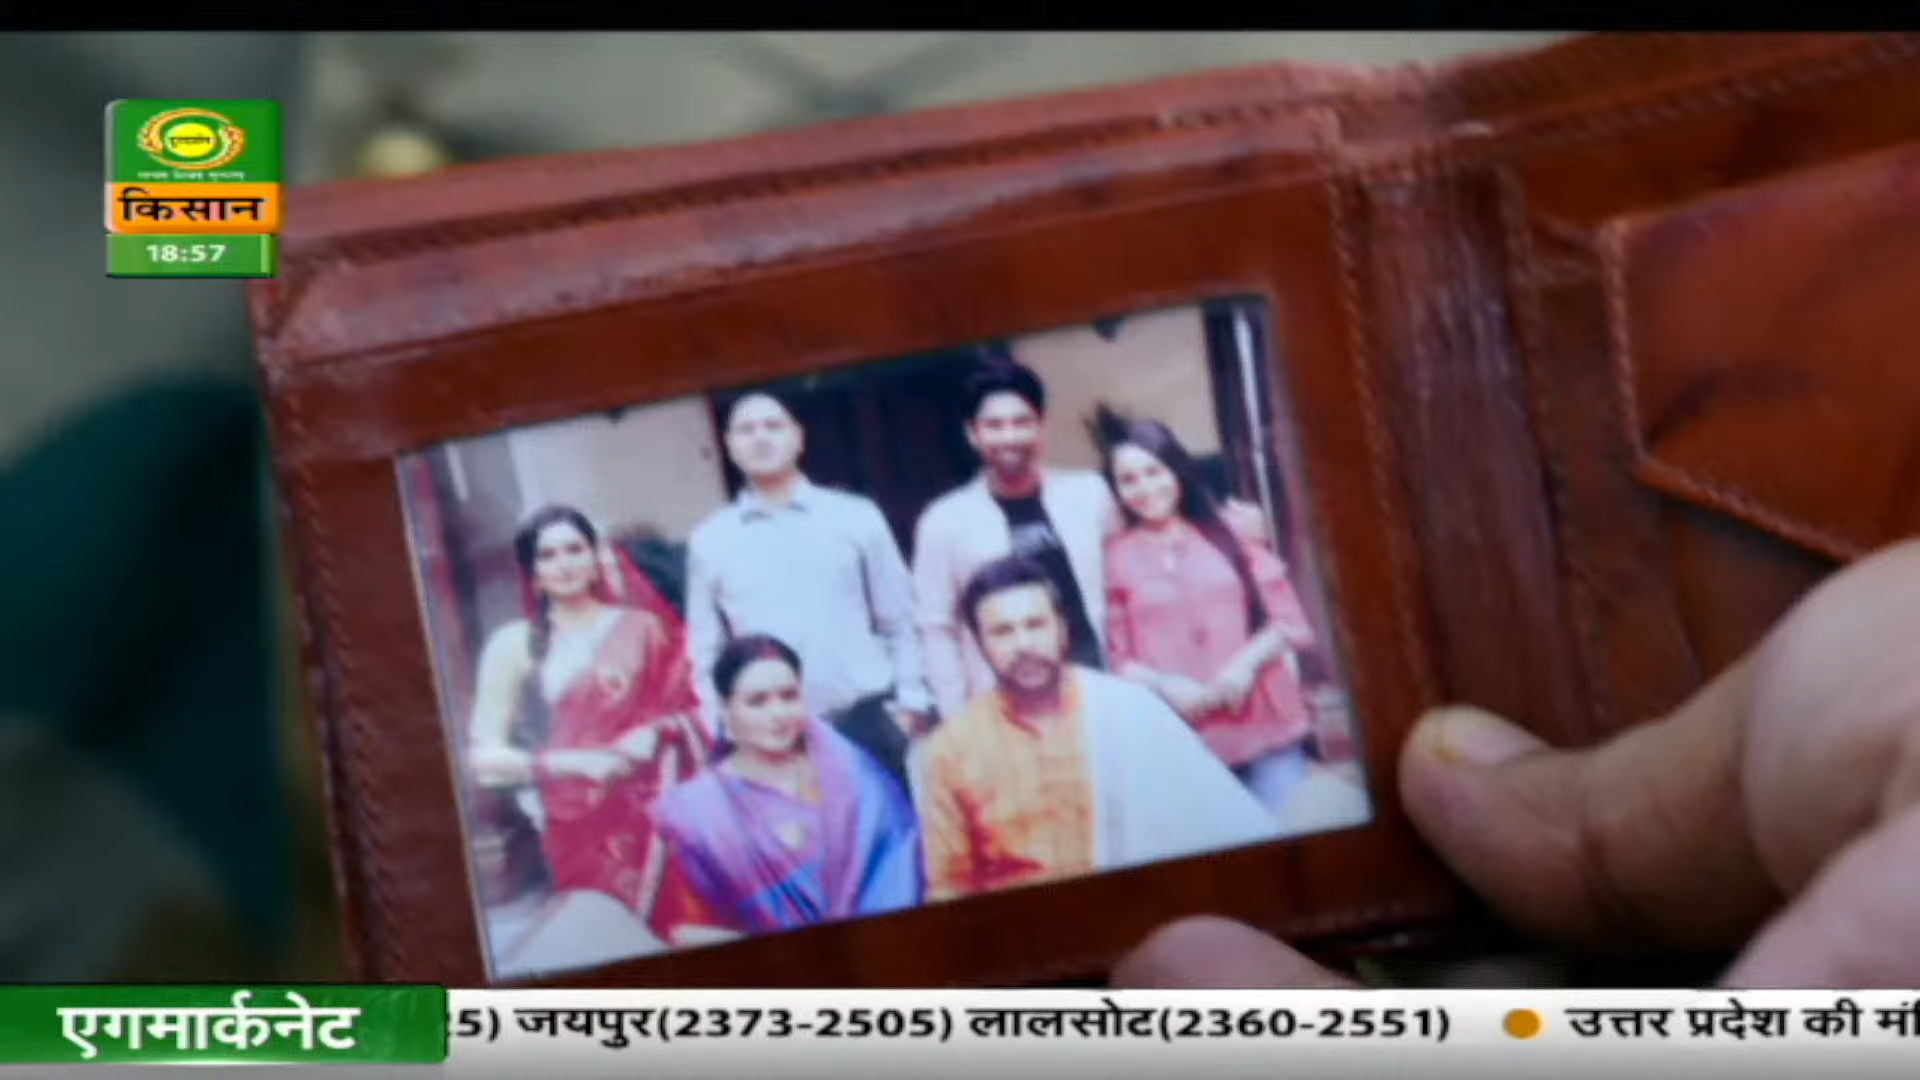 किसान
18:57
एगमार्कनेट
5) जयपुर(2373-2505) लालसोट(2360-2551)
उत्तर प्रदेश की